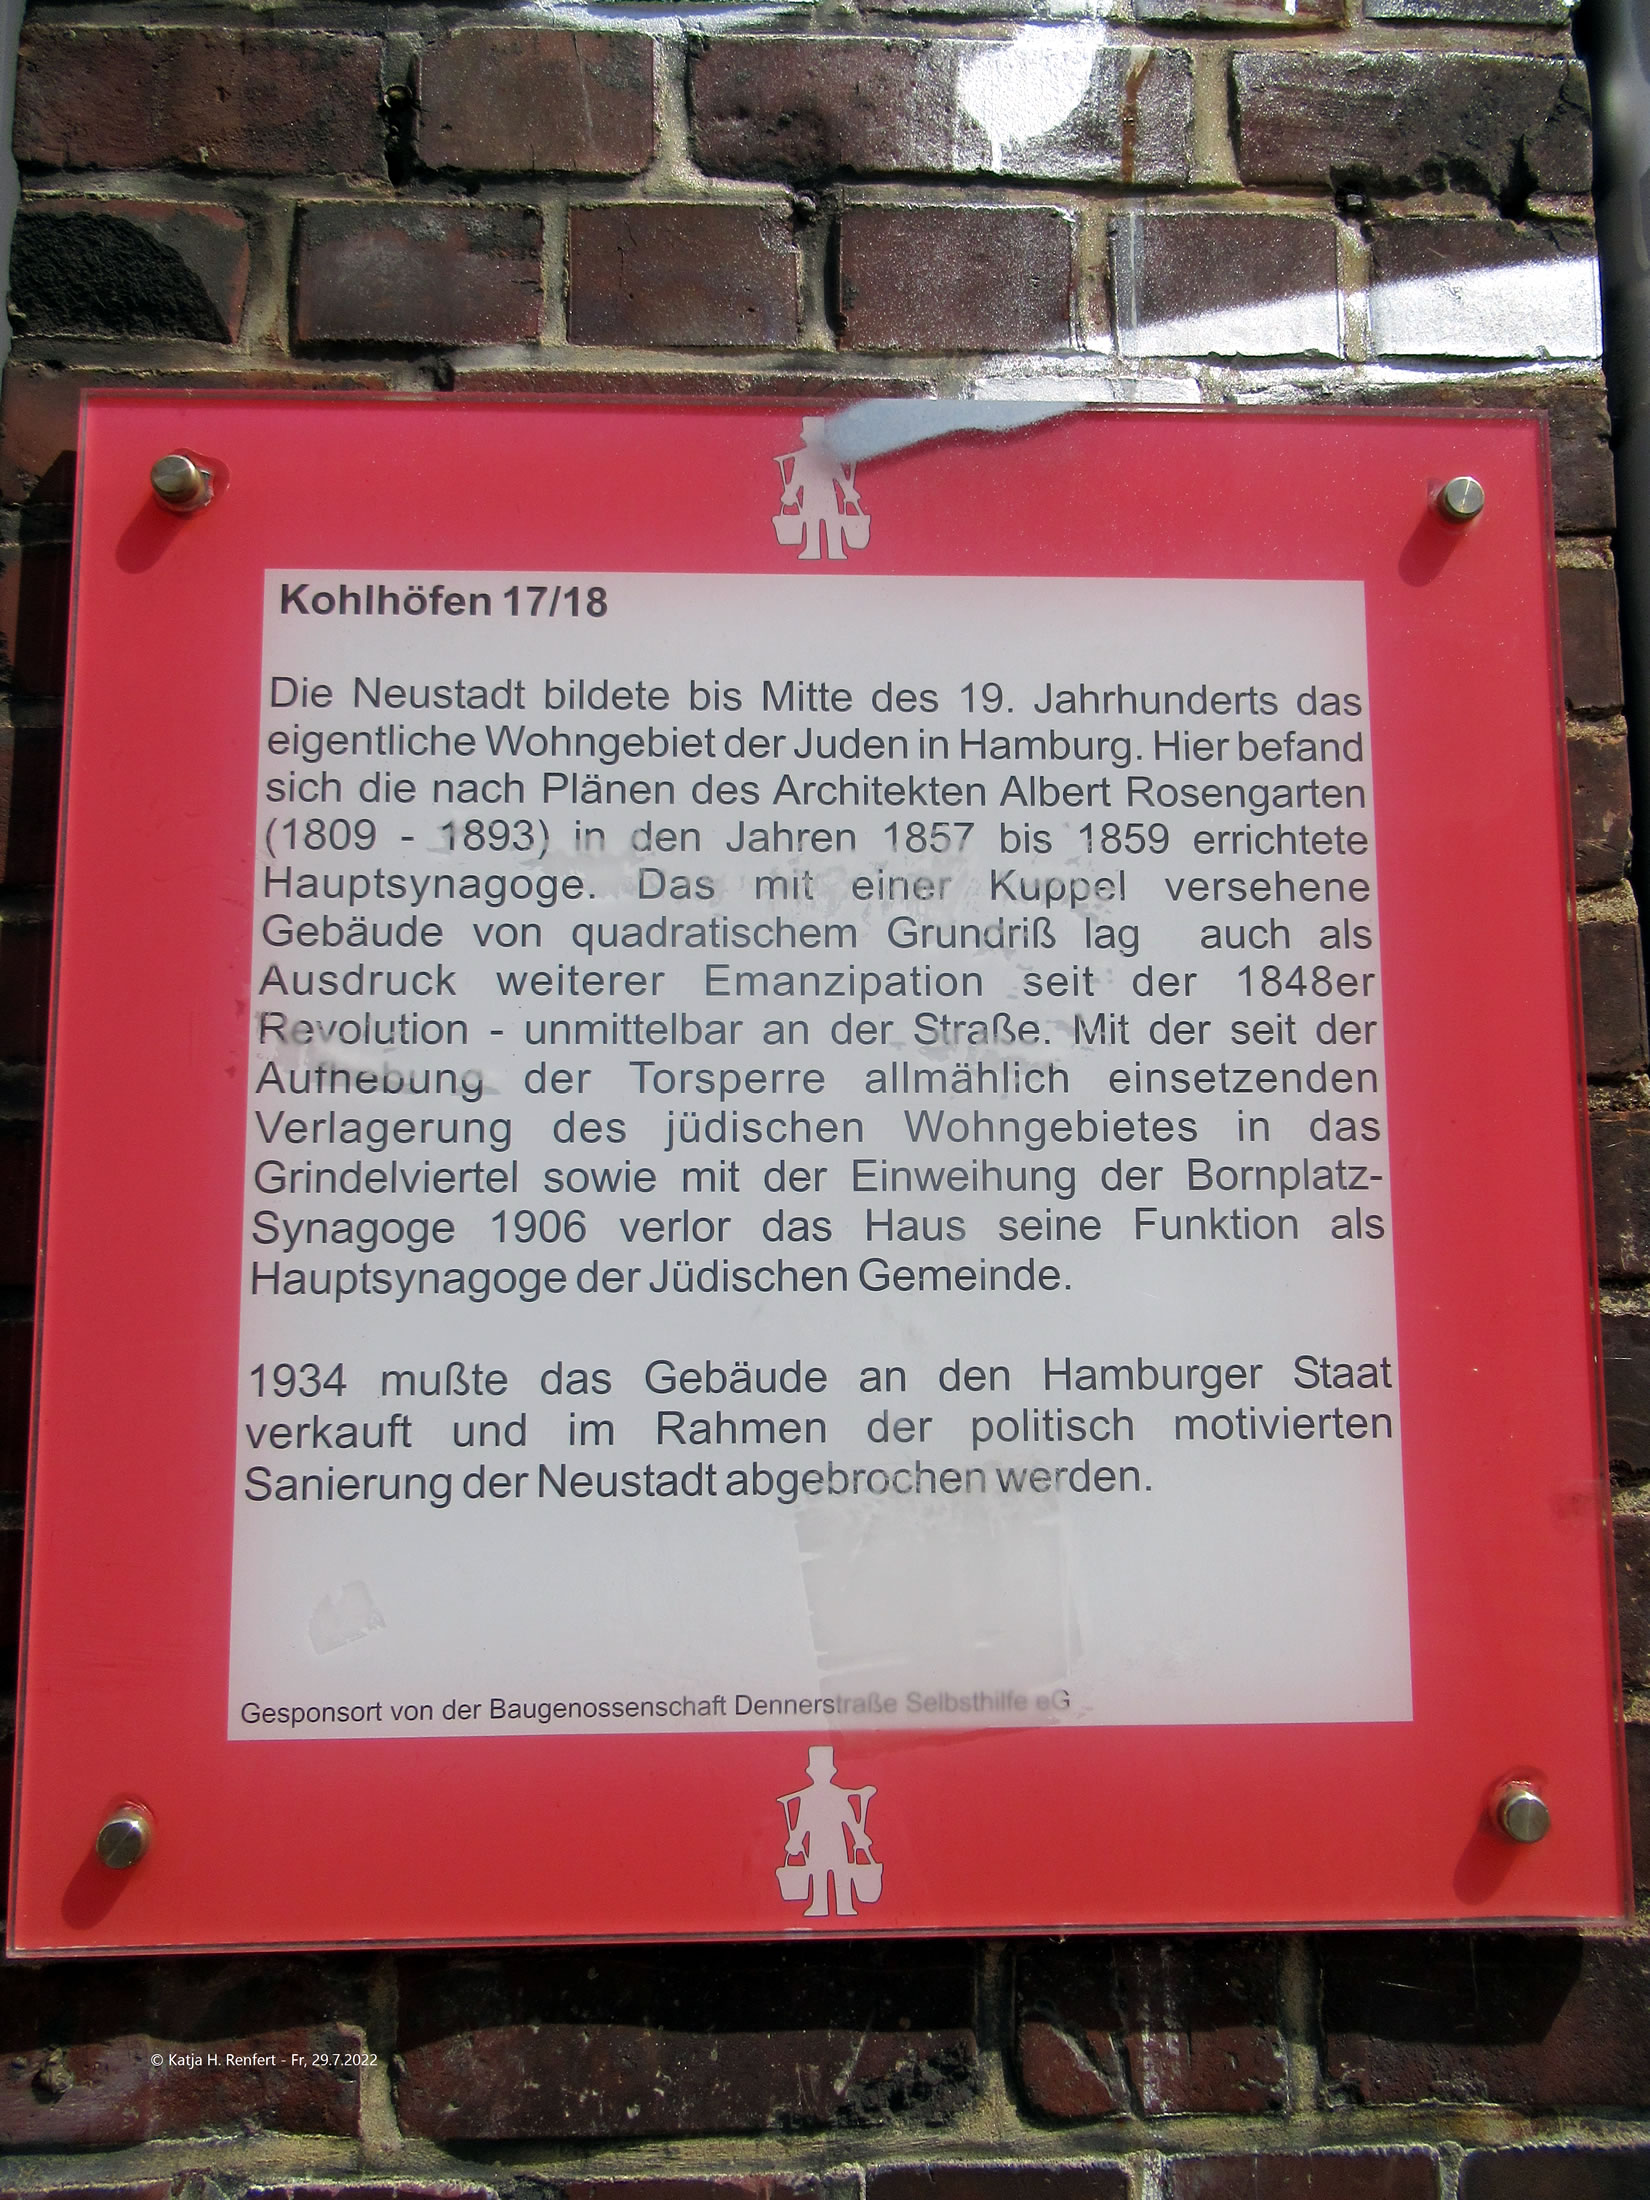 Kohlhöfen 17/18
Die Neustadt bildete bis Mitte des 19. Jahrhunderts das
eigentliche Wohngebiet der Juden in Hamburg. Hier befand
sich die nach Plänen des Architekten Albert Rosengarten
(1809 - 1893) in den Jahren 1857 bis 1859 errichtete
Hauptsynagoge. Das mit einer Kuppel versehene
Gebäude von quadratischem Grundriß lag auch als
Ausdruck weiterer Emanzipation seit der 1848er
Revolution - unmittelbar an der Straße. Mit der seit der
Aufhebung der Torsperre allmählich einsetzenden
Verlagerung des jüdischen Wohngebietes in das
Grindelviertel sowie mit der Einweihung der Bornplatz-
Synagoge 1906 verlor das Haus seine Funktion als
Hauptsynagoge der Jüdischen Gemeinde.
1934 mußte das Gebäude an den Hamburger Staat
verkauft und im Rahmen der politisch motivierten
Sanierung der Neustadt abgebrochen werden.
Gesponsort von der Baugenossenschaft Dennerstraße Selbsthilfe eG
© Katja H. Renfert - Fr, 29.7.2022